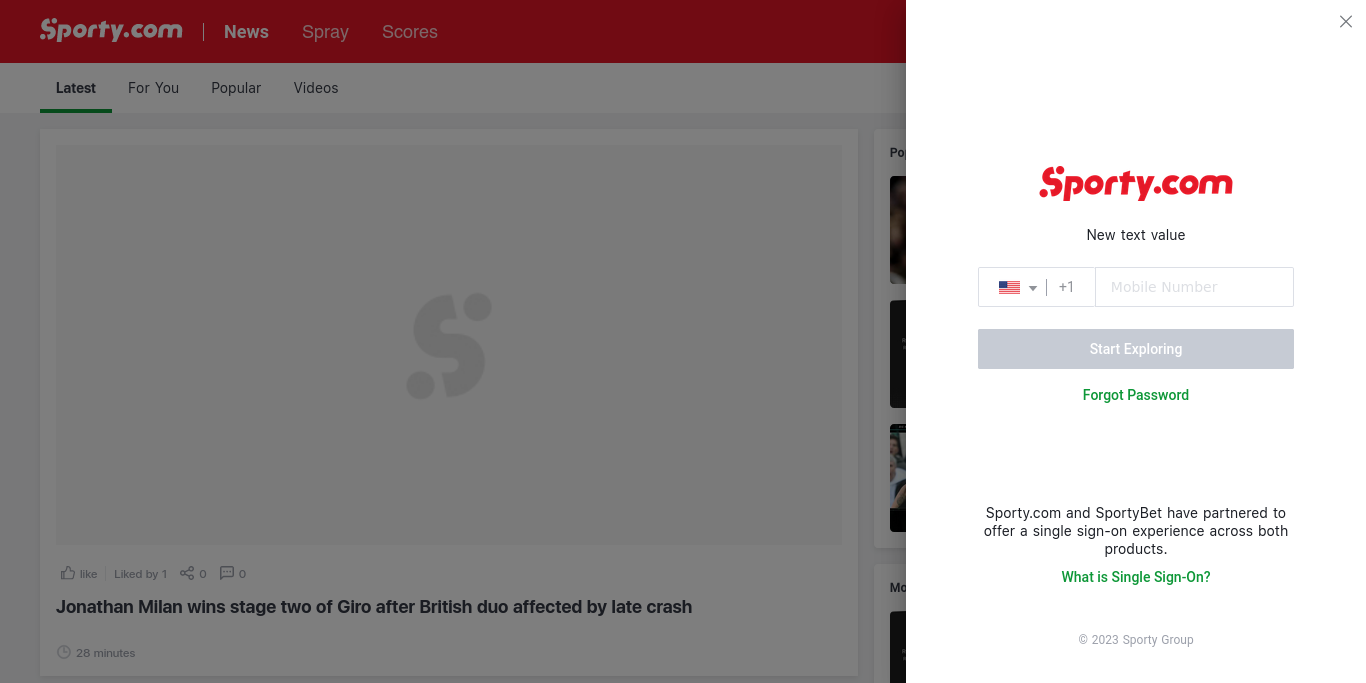 Sporty.com
News
Spray
Scores
Latest
For You
Popular
Videos
like
Liked by 1
0
0
Jonathan Milan wins stage two of Giro after British duo affected by late crash
28 minutes
Sporty.com
New text value
+1
Mobile Number
Start Exploring
Forgot Password
Sporty.com and SportyBet have partnered to
offer a single sign-on experience across both
products.
What is Single Sign-On?
© 2023 Sporty Group